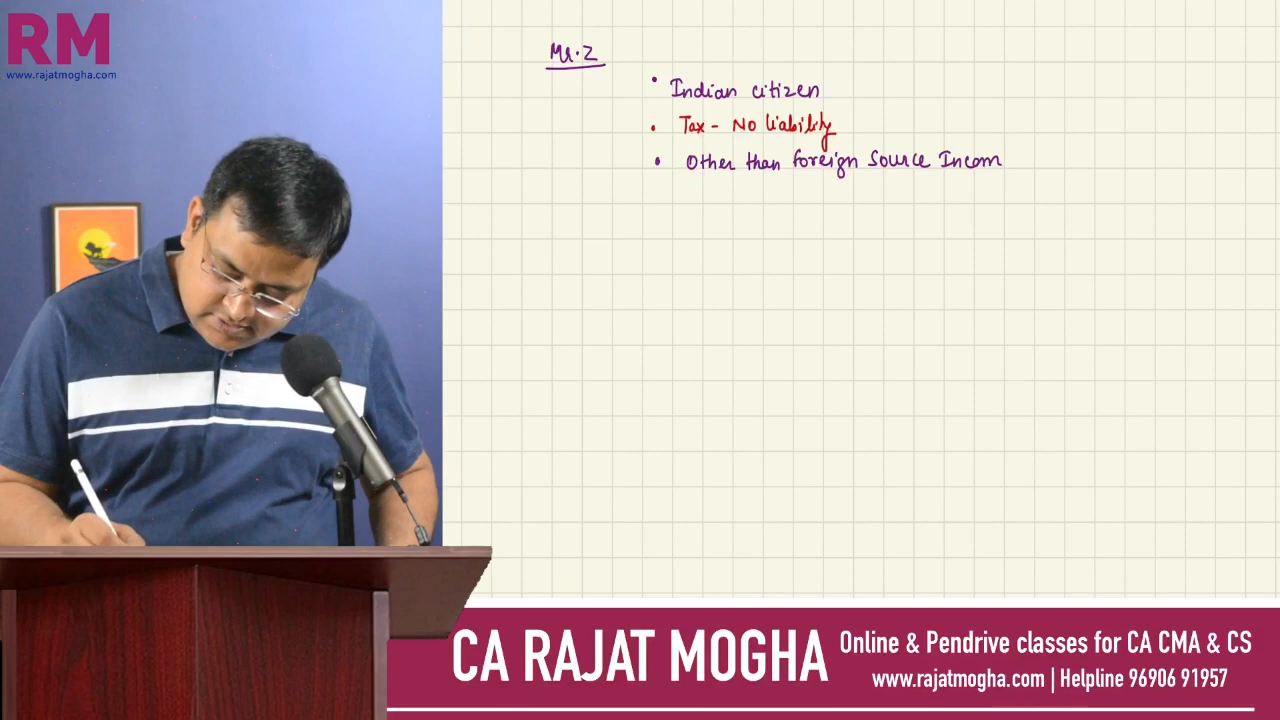 RM
www.rajatmogha.com
Mr.Z
• Indian citizen
• Tax - No liability
• Other than foreign Source Incom
CA RAJAT MOGHA
Online & Pendrive classes for CA CMA & CS
www.rajatmogha.com | Helpline 96906 91957